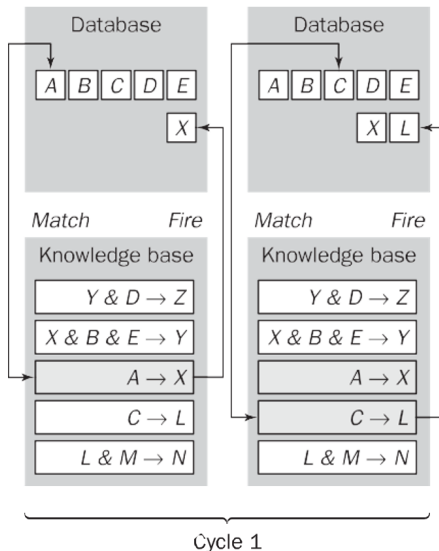 Database
A B C D E
X
Match Fire
Knowledge base
Y & D → Z
X & B & E → Y
A → X
C → L
L & M → N
Database
A B C D E
X L
Match Fire
Knowledge base
Y & D → Z
X & B & E → Y
A → X
C → L
L & M → N
Cycle 1